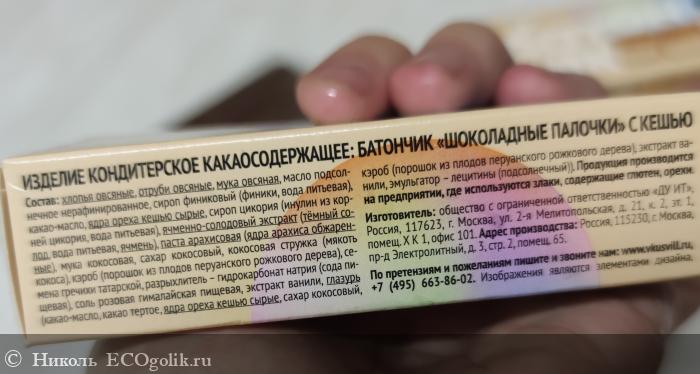 ИЗДЕЛИЕ КОНДИТЕРСКОЕ КАКАОСОДЕРЖАЩЕЕ: БАТОНЧИК «ШОКОЛАДНЫЕ ПАЛОЧКИ» С КЕШЬЮ
Состав: хлопья овсяные, отруби овсяные, мука овсяная, масло подсол-
нечное нерафинированное, сироп финиковый (финики, вода питьевая),
какао-масло, ядра ореха кешью сырые, сироп цикория (инулин из кор-
ней цикория, вода питьевая), ячменно-солодовый экстракт (тёмный со-
лод, вода питьевая, ячмень), паста арахисовая (ядра арахиса обжарен-
ные), мука кокосовая, сахар кокосовый, кокосовая стружка (мякоть
кокоса), кэроб (порошок из плодов перуанского рожкового дерева), се-
мена гречихи татарской, разрыхлитель – гидрокарбонат натрия (сода пи-
щевая), соль розовая гималайская пищевая, экстракт ванили, глазурь
(какао-масло, какао тертое, ядра ореха кешью сырые, сахар кокосовый,
кэроб (порошок из плодов перуанского рожкового дерева), экстракт ва-
нили, эмульгатор – лецитины (подсолнечный)). Продукция производится
на предприятии, где используются злаки, содержащие глютен, орехи.
Изготовитель: общество с ограниченной ответственностью «ДУ ИТ»,
Россия, 117623, г. Москва, ул. 2-я Мелитопольская, д. 21, к. 2, эт. 1,
помещ. X К 1, офис 101. Адрес производства: Россия, 115230, г. Москва,
пр-д Электролитный, д. 3, стр. 2, помещ. 65.
По претензиям и пожеланиям пишите и звоните нам: www.vkusvill.ru,
+7 (495) 663-86-02. Изображения являются элементами дизайна.
© Николь ECOgolik.ru